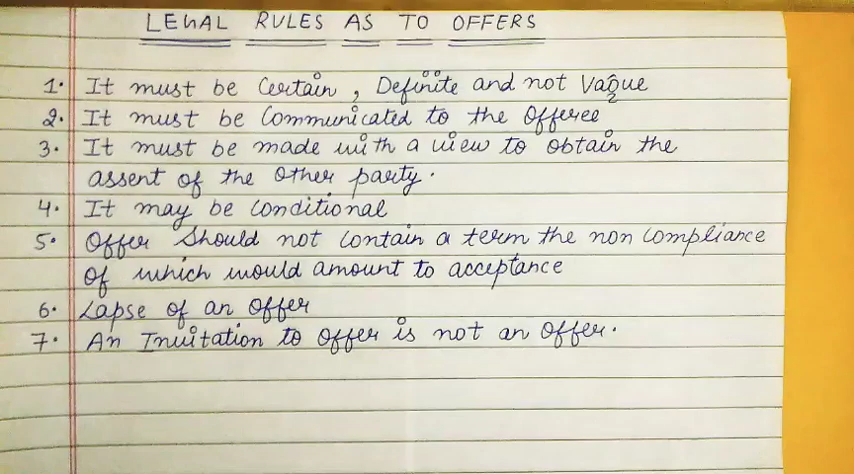 LEGAL RULES AS TO OFFERS
1. It must be Certain, Definite and not Vague
2. It must be Communicated to the Offeree
3. It must be made with a view to obtain the
assent of the Other party.
4. It may be Conditional
5. Offer Should not Contain a term the non Compliance
of which would amount to acceptance
6. Lapse of an Offer
7. An Invitation to Offer is not an Offer.